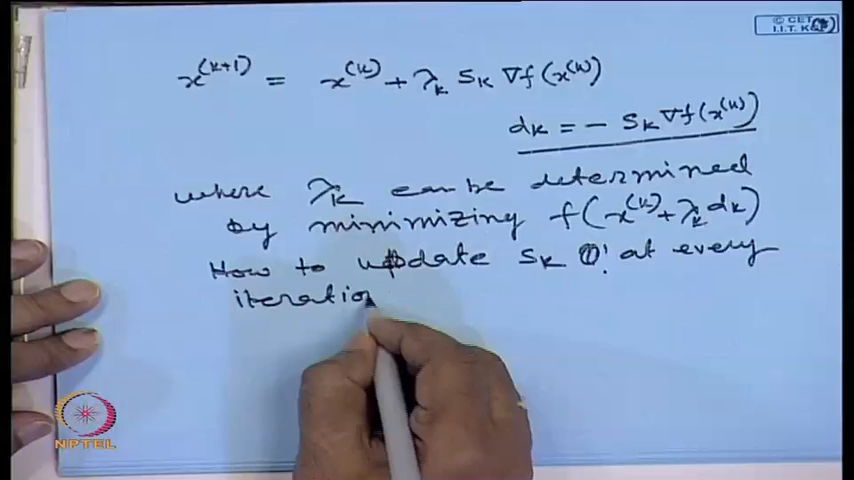 © CET
I.I.T. KGP
x^(k+1) = x^(k) + λ_k S_k ∇f(x^(k))
d_k = − S_k ∇f(x^(k))
where λ_k can be determined
by minimizing f(x^(k) + λ_k d_k)
How to update S_k at every
iteration
NPTEL